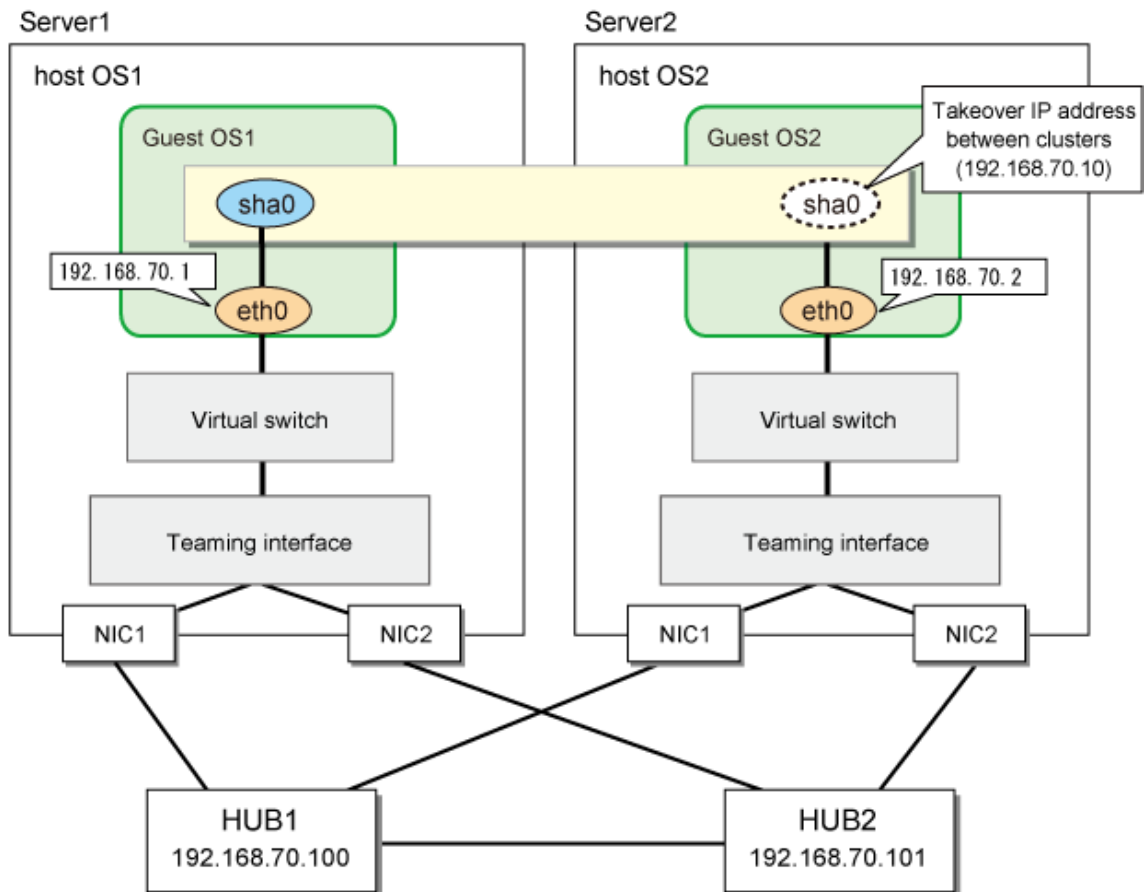 Server1
Server2
host OS1
host OS2
Takeover IP address
between clusters
(192.168.70.10)
Guest OS1
Guest OS2
sha0
sha0
192. 168. 70. 1
192. 168. 70. 2
eth0
eth0
Virtual switch
Virtual switch
Teaming interface
Teaming interface
NIC1
NIC2
NIC1
NIC2
HUB1
192.168.70.100
HUB2
192.168.70.101